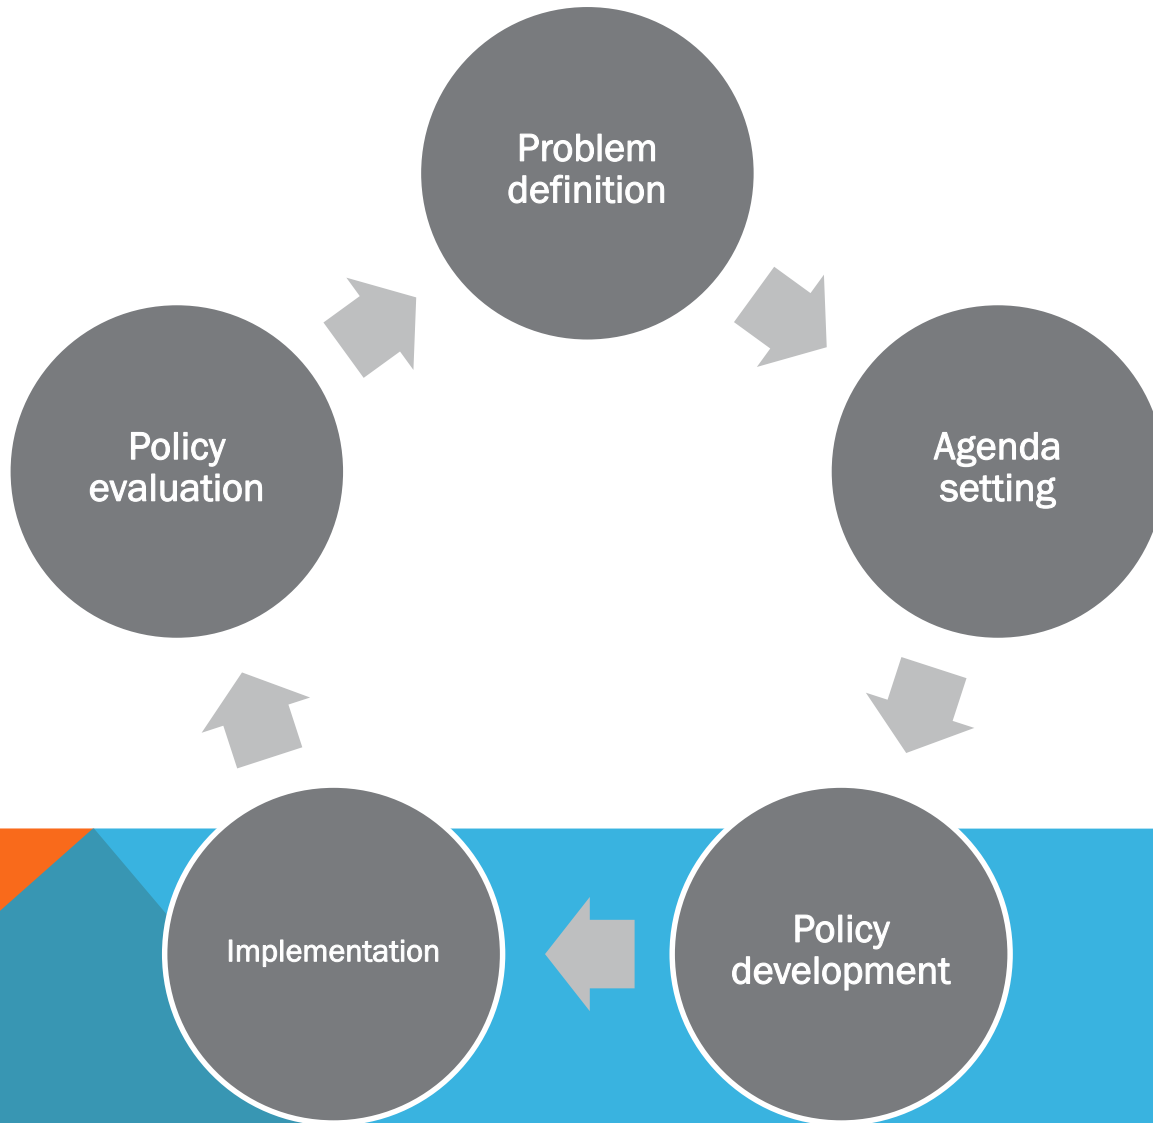 Problem
definition
Agenda
setting
Policy
development
Implementation
Policy
evaluation